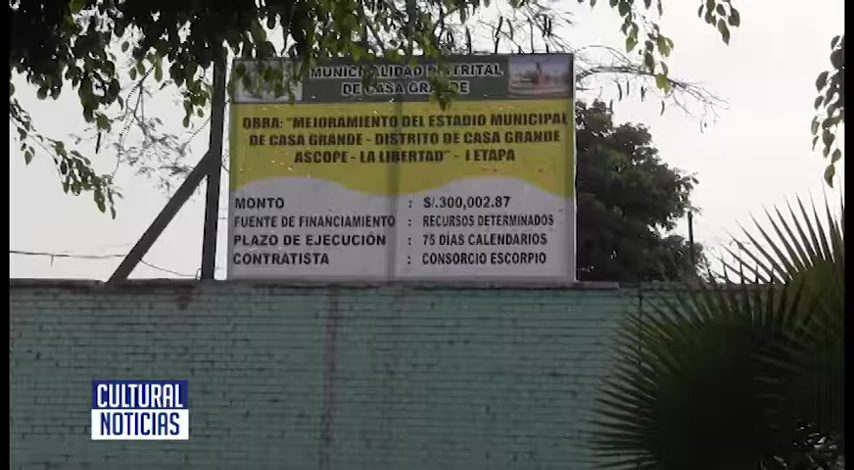 MUNICIPALIDAD DISTRITAL
DE CASA GRANDE
OBRA: "MEJORAMIENTO DEL ESTADIO MUNICIPAL
DE CASA GRANDE - DISTRITO DE CASA GRANDE
ASCOPE - LA LIBERTAD" - I ETAPA
MONTO : S/.300,002.87
FUENTE DE FINANCIAMIENTO : RECURSOS DETERMINADOS
PLAZO DE EJECUCIÓN : 75 DÍAS CALENDARIOS
CONTRATISTA : CONSORCIO ESCORPIO
CULTURAL
NOTICIAS